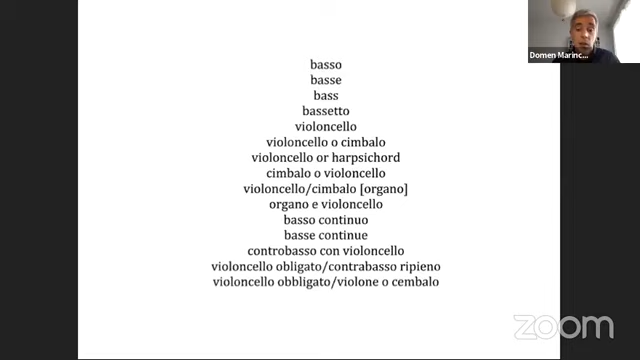 basso
basse
bass
bassetto
violoncello
violoncello o cimbalo
violoncello or harpsichord
cimbalo o violoncello
violoncello/cimbalo [organo]
organo e violoncello
basso continuo
basse continue
controbasso con violoncello
violoncello obligato/contrabasso ripieno
violoncello obbligato/violone o cembalo
Domen Marinc...
zoom